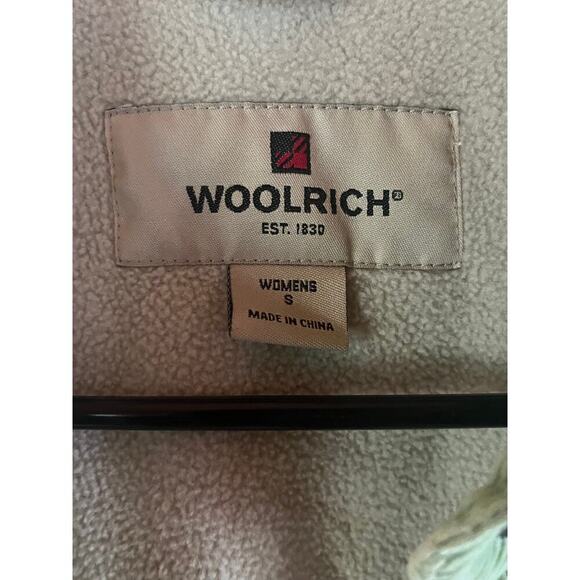 WOOLRICH®
EST. 1830
WOMENS
S
MADE IN CHINA